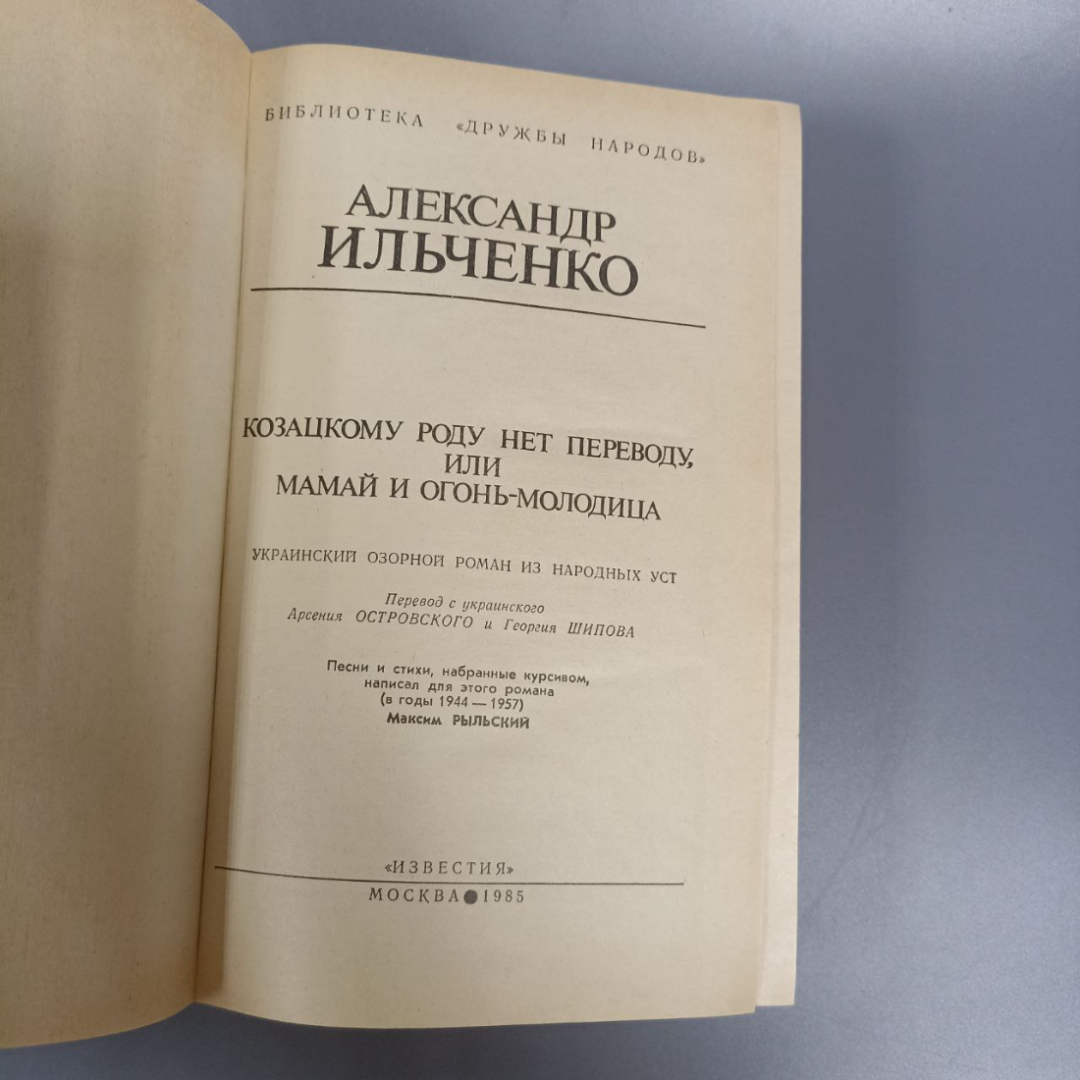 БИБЛИОТЕКА «ДРУЖБЫ НАРОДОВ»
АЛЕКСАНДР
ИЛЬЧЕНКО
КОЗАЦКОМУ РОДУ НЕТ ПЕРЕВОДУ,
ИЛИ
МАМАЙ И ОГОНЬ-МОЛОДИЦА
УКРАИНСКИЙ ОЗОРНОЙ РОМАН ИЗ НАРОДНЫХ УСТ
Перевод с украинского
Арсения ОСТРОВСКОГО и Георгия ШИПОВА
Песни и стихи, набранные курсивом,
написал для этого романа
(в годы 1944 — 1957)
Максим РЫЛЬСКИЙ
«ИЗВЕСТИЯ»
МОСКВА ● 1985